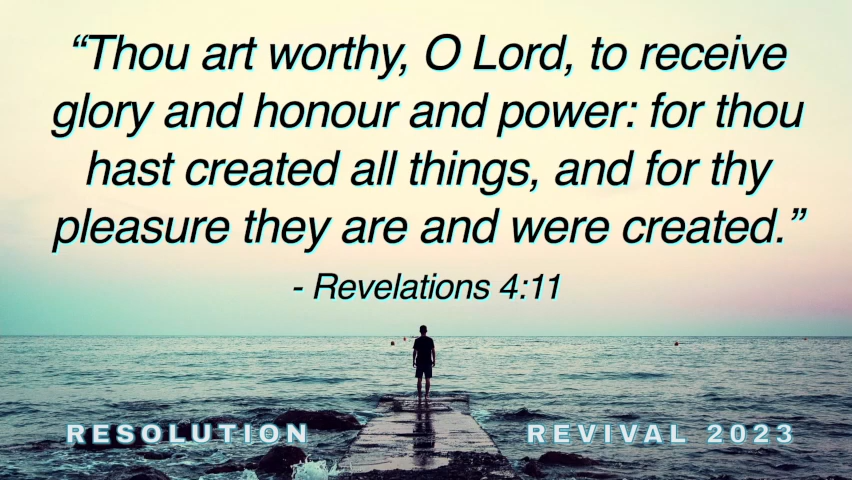 “Thou art worthy, O Lord, to receive
glory and honour and power: for thou
hast created all things, and for thy
pleasure they are and were created.”
- Revelations 4:11
RESOLUTION REVIVAL 2023